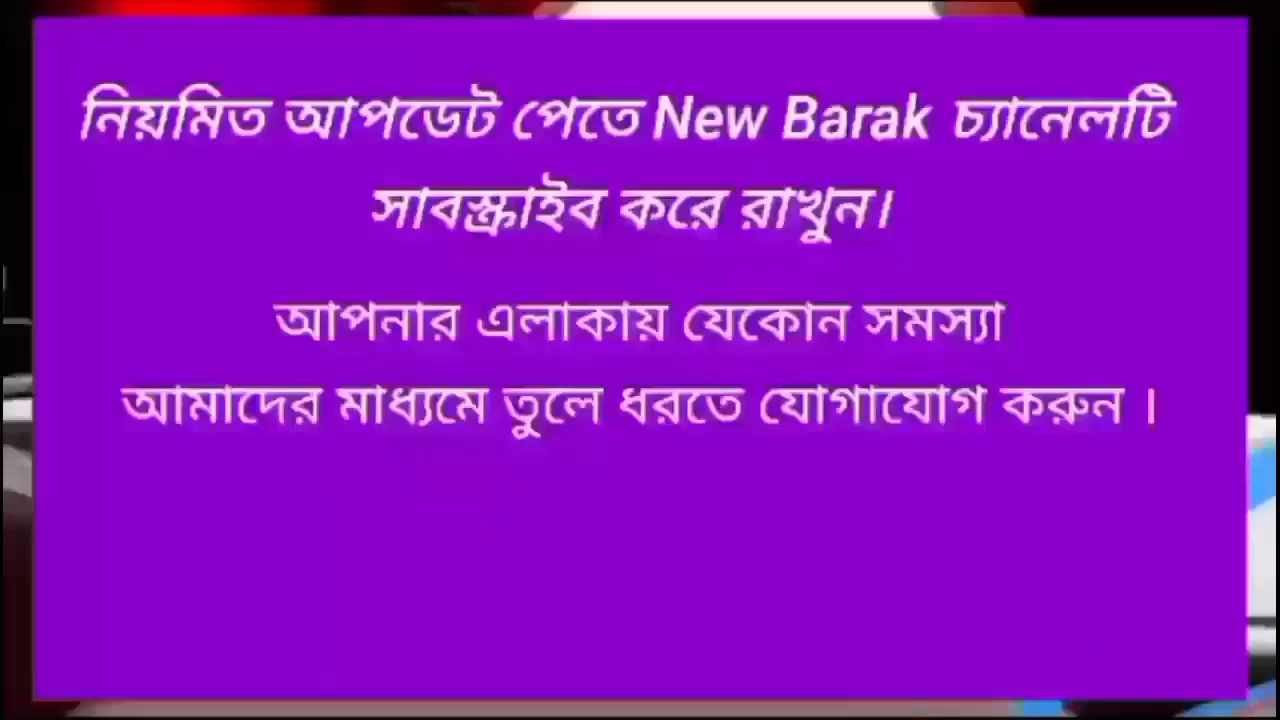 নিয়মিত আপডেট পেতে New Barak চ্যানেলটি
সাবস্ক্রাইব করে রাখুন।
আপনার এলাকায় যেকোন সমস্যা
আমাদের মাধ্যমে তুলে ধরতে যোগাযোগ করুন ।